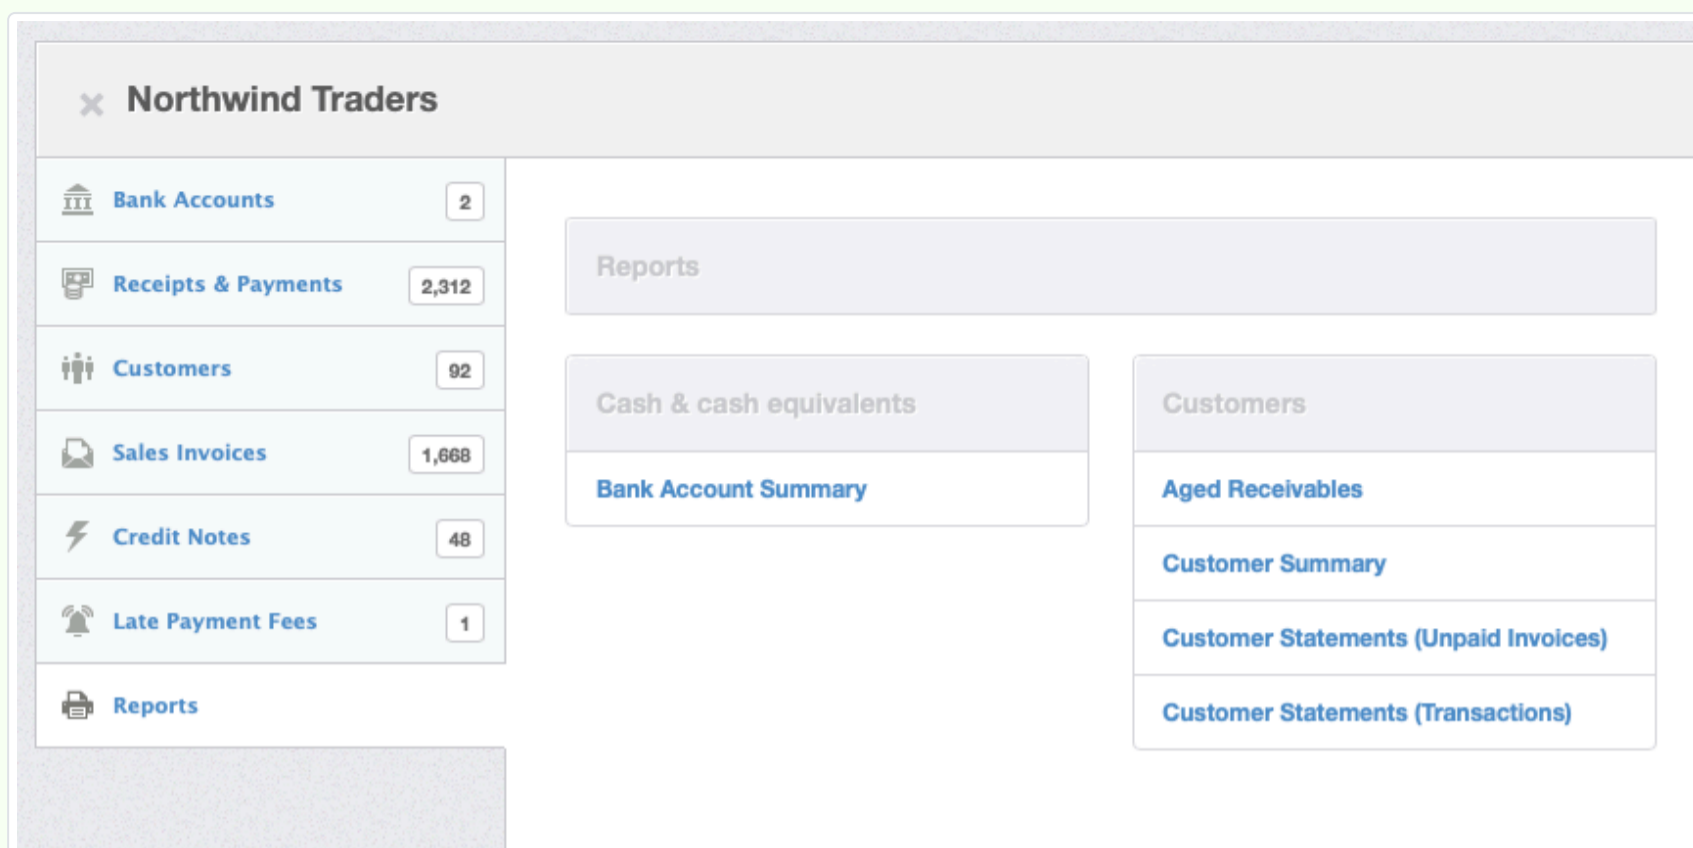 Northwind Traders
Bank Accounts 2
Receipts & Payments 2,312
Customers 92
Sales Invoices 1,668
Credit Notes 48
Late Payment Fees 1
Reports
Reports
Cash & cash equivalents
Bank Account Summary
Customers
Aged Receivables
Customer Summary
Customer Statements (Unpaid Invoices)
Customer Statements (Transactions)